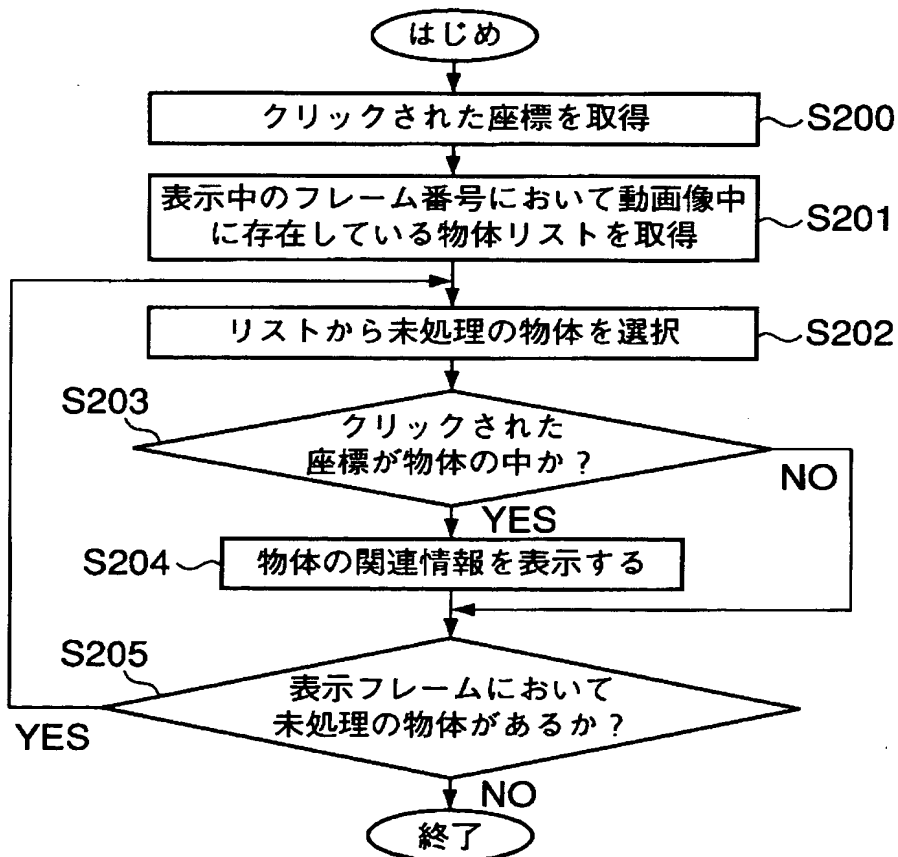 はじめ
クリックされた座標を取得
S200
表示中のフレーム番号において動画像中
に存在している物体リストを取得
S201
リストから未処理の物体を選択
S202
S203
クリックされた
座標が物体の中か？
NO
YES
S204
物体の関連情報を表示する
S205
表示フレームにおいて
未処理の物体があるか？
YES
NO
終了